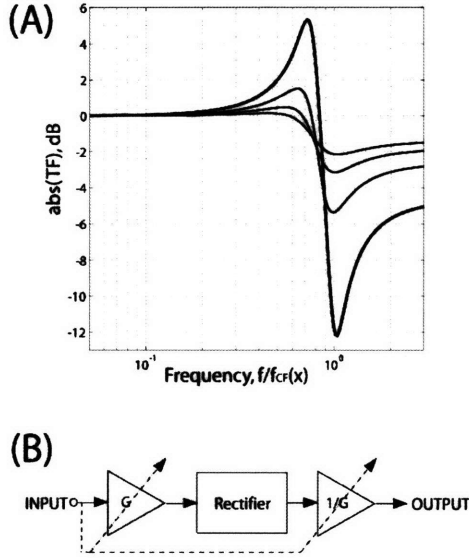 (A)
6
4
2
0
-2
-4
-6
-8
-10
-12
abs(TF), dB
10⁻¹
10⁰
Frequency, f/fCF(x)
(B)
INPUT
G
Rectifier
1/G
OUTPUT